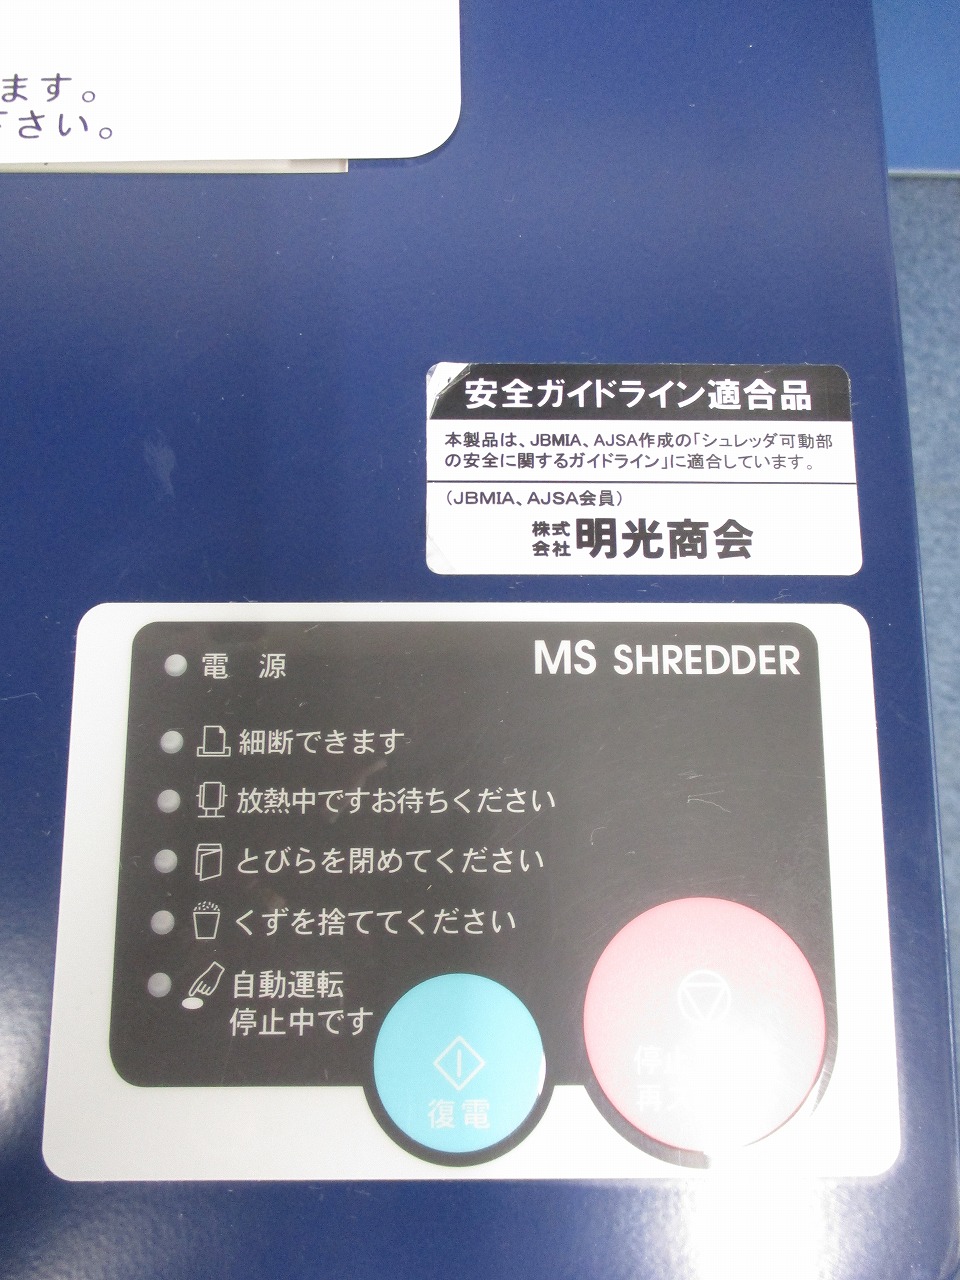 ます。
さい。
安全ガイドライン適合品
本製品は、JBMIA、AJSA作成の「シュレッダ可動部
の安全に関するガイドライン」に適合しています。
(JBMIA、AJSA会員)
株式会社 明光商会
電 源
MS SHREDDER
細断できます
放熱中ですお待ちください
とびらを閉めてください
くずを捨ててください
自動運転
停止中です
復電
停止
再